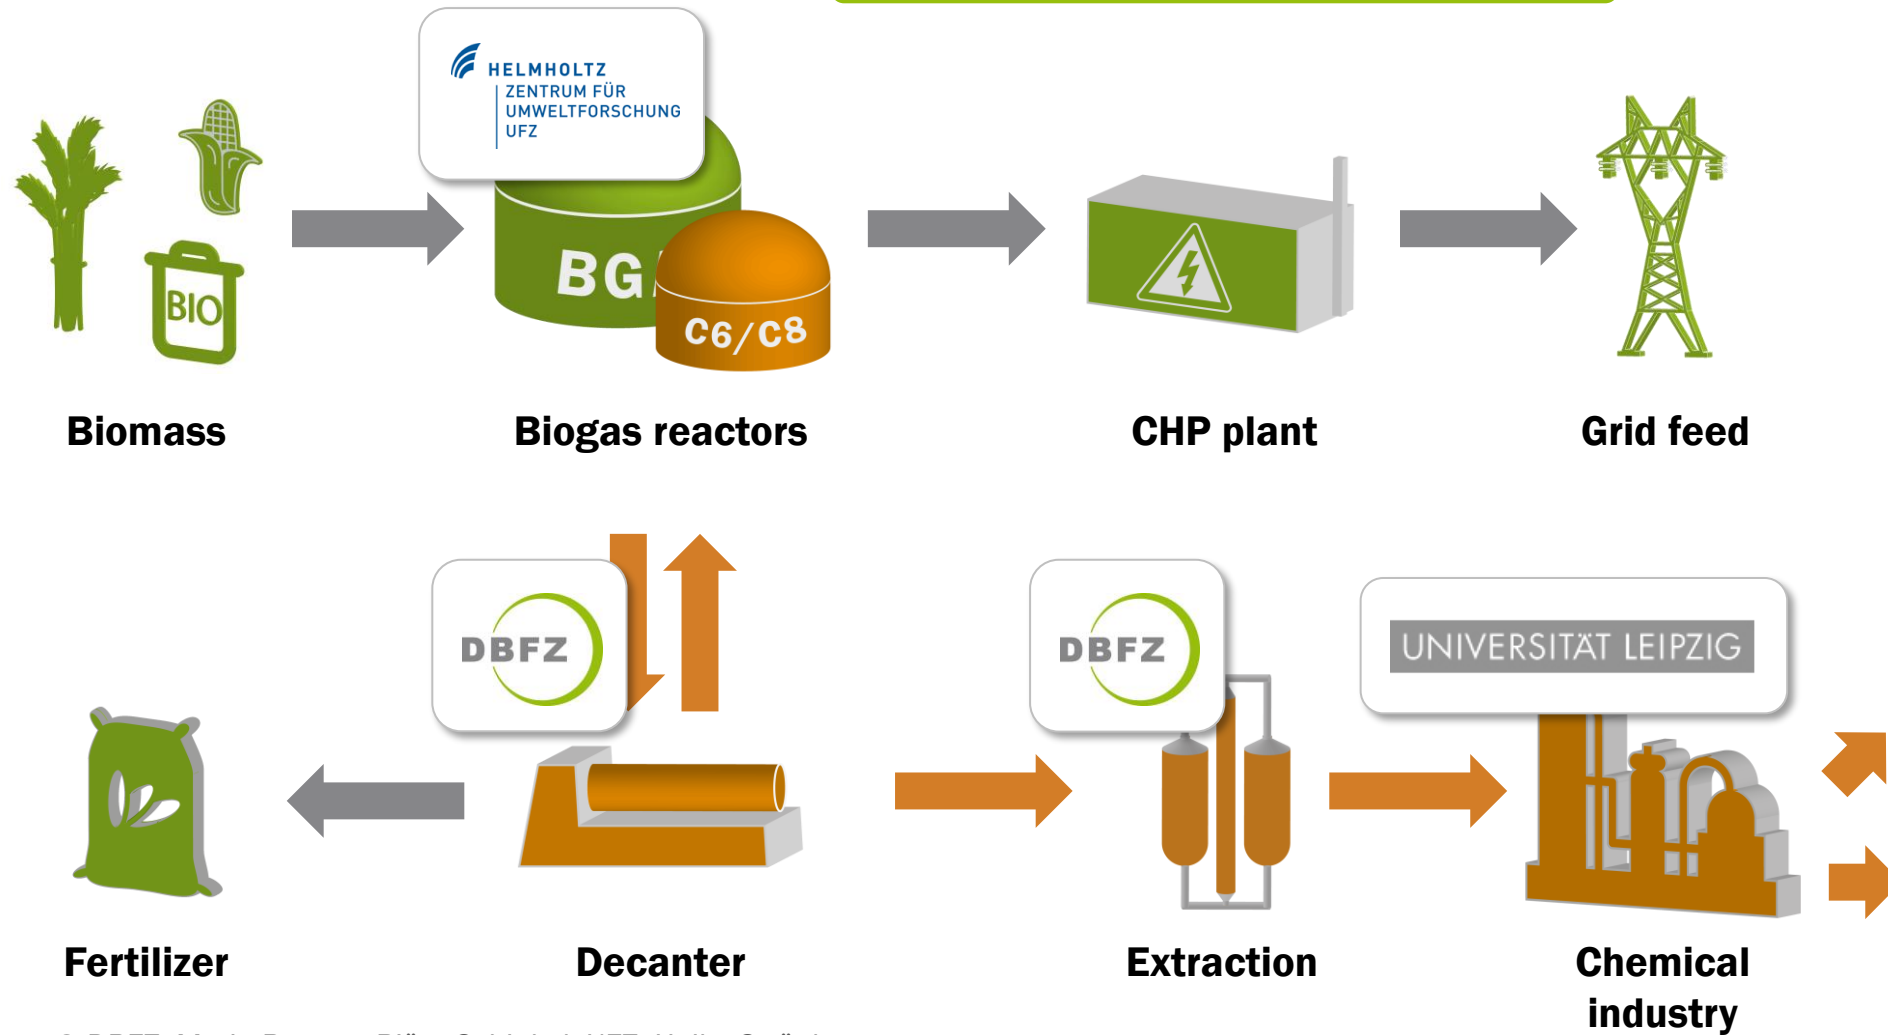 HELMHOLTZ
ZENTRUM FÜR
UMWELTFORSCHUNG
UFZ
BIO
BG
C6/C8
Biomass
Biogas reactors
CHP plant
Grid feed
DBFZ
DBFZ
UNIVERSITÄT LEIPZIG
Fertilizer
Decanter
Extraction
Chemical
industry